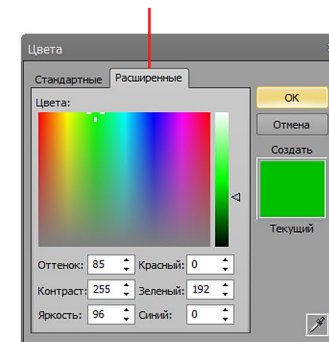 Цвета
Стандартные Расширенные
Цвета:
OK
Отмена
Создать
Текущий
Оттенок: 85 Красный: 0
Контраст: 255 Зеленый: 192
Яркость: 96 Синий: 0